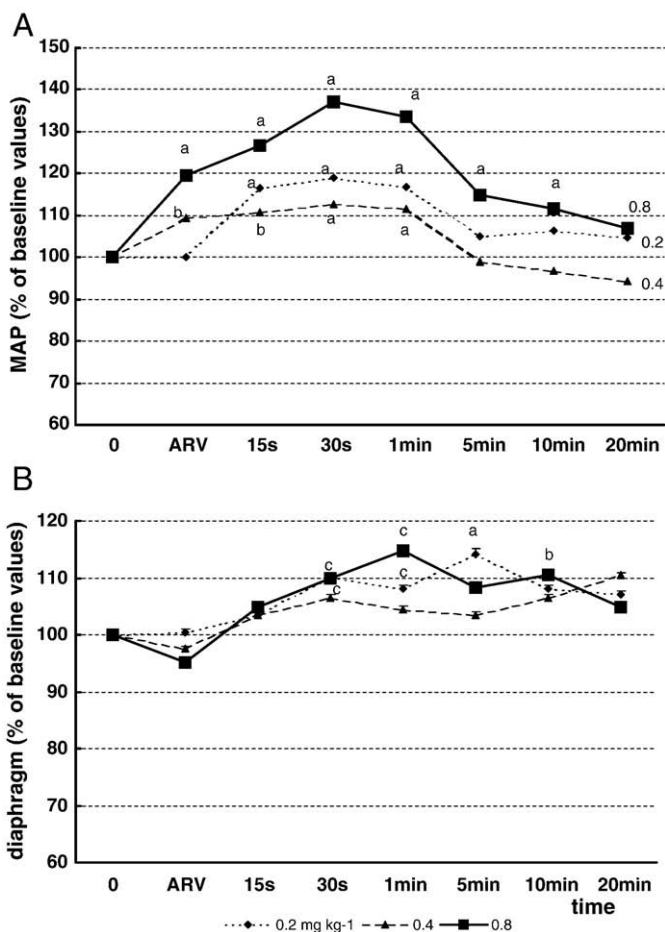 A
MAP (% of baseline values)
150
140
130
120
110
100
90
80
70
60
a
a
a
a
a
a
a
a
a
b
b
a
a
0.8
0.2
0.4
0 ARV 15s 30s 1min 5min 10min 20min
B
diaphragm (% of baseline values)
120
110
100
90
80
70
60
c
a
c
c
b
c
0 ARV 15s 30s 1min 5min 10min 20min
time
0.2 mg kg-1 0.4 0.8